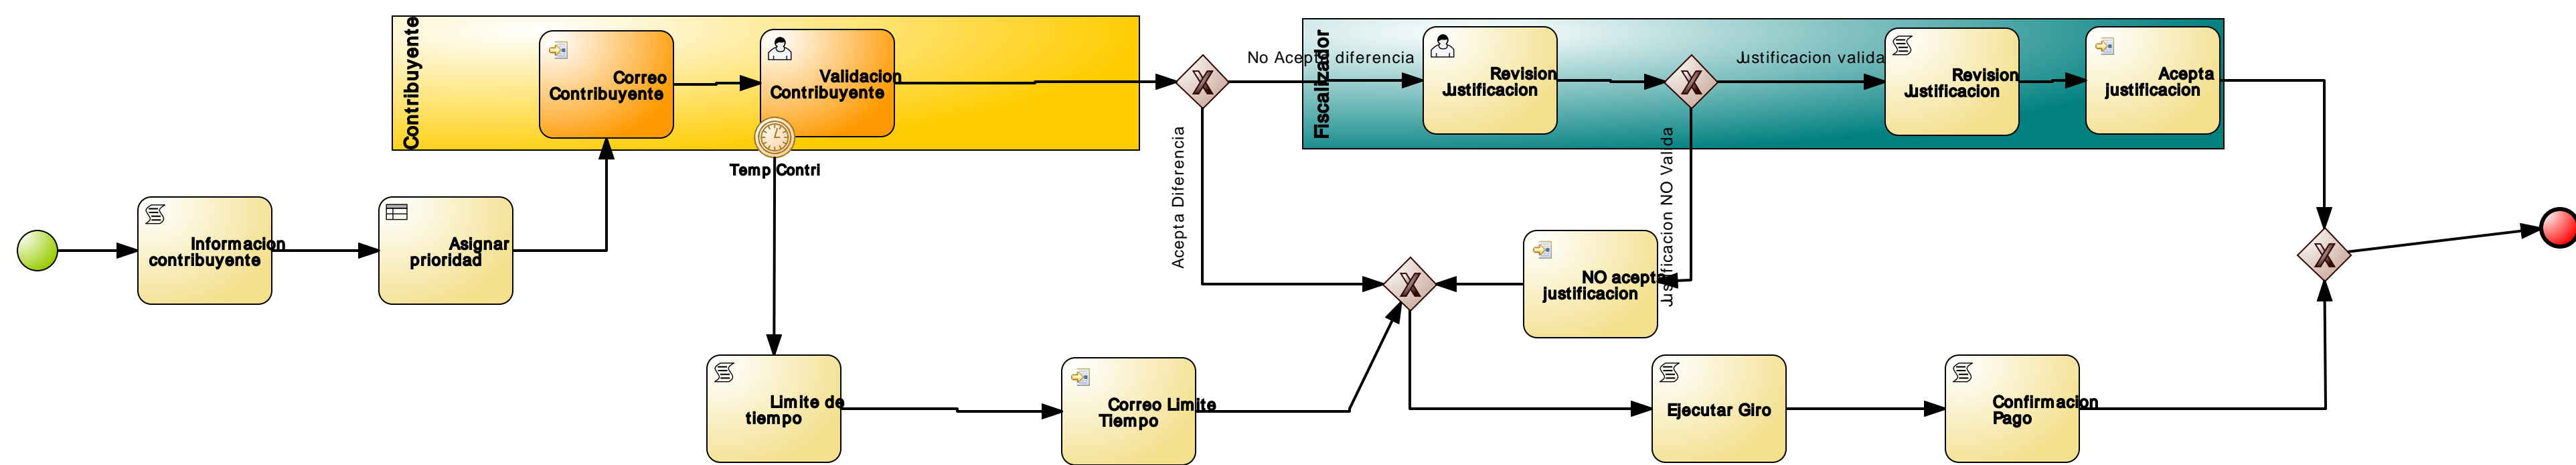 Contribuyente
Correo
Contribuyente
Validacion
Contribuyente
Temp Contri
No Acepta diferencia
Fiscalizador
Revision
Justificacion
Justificacion valida
Revision
Justificacion
Acepta
justificacion
Acepta Diferencia
Justificacion NO Valida
Informacion
contribuyente
Asignar
prioridad
NO acepta
justificacion
Limite de
tiempo
Correo Limite
Tiempo
Ejecutar Giro
Confirmacion
Pago